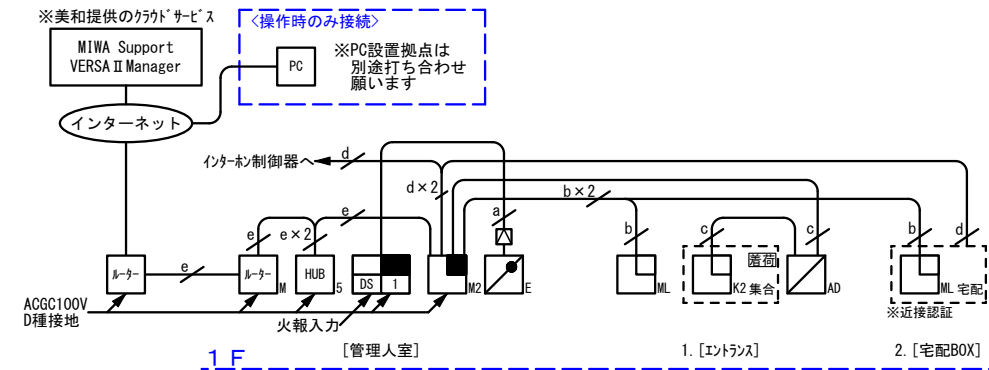 ※美和提供のｸﾗｳﾄﾞｻｰﾋﾞｽ
MIWA Support
VERSAⅡManager
<操作時のみ接続>
PC
※PC設置拠点は
別途打ち合わせ
願います
インターネット
ｲﾝﾀｰﾎﾝ制御器へ
d
d×2
a
b×2
e
e×2
e
e
b
c
c
b
d
ﾙｰﾀｰ
ﾙｰﾀｰ
M
HUB
5
DS
1
M2
E
ML
着荷
K2
集合
AD
ML
宅配
※近接認証
ACGC100V
D種接地
火報入力
[管理人室]
1.[ｴﾝﾄﾗﾝｽ]
2.[宅配BOX]
1F